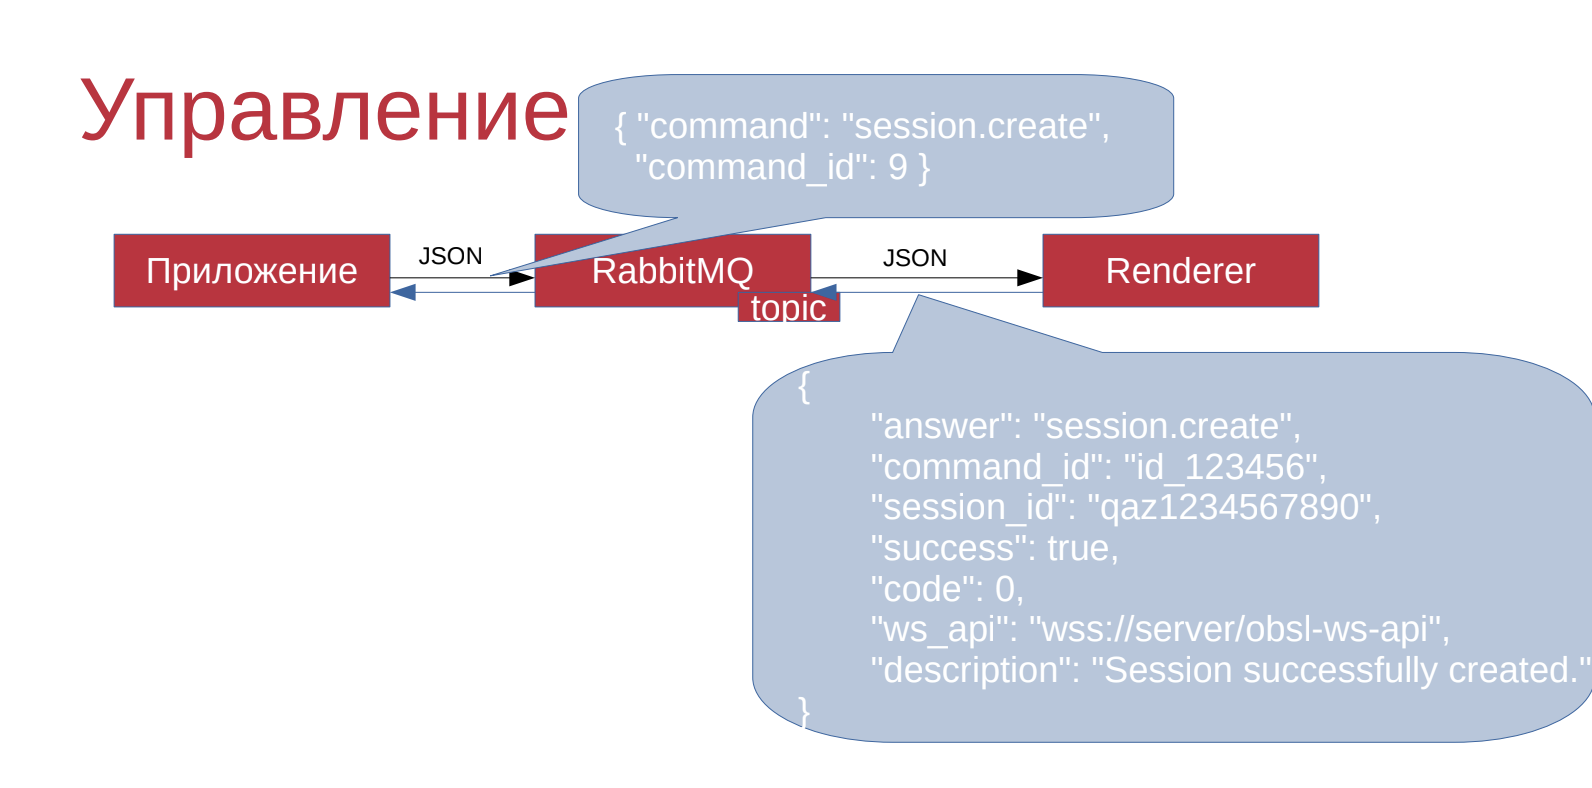 Управление
{ "command": "session.create",
"command_id": 9 }
Приложение
JSON
RabbitMQ
topic
JSON
Renderer
{
"answer": "session.create",
"command_id": "id_123456",
"session_id": "qaz1234567890",
"success": true,
"code": 0,
"ws_api": "wss://server/obsl-ws-api",
"description": "Session successfully created."
}